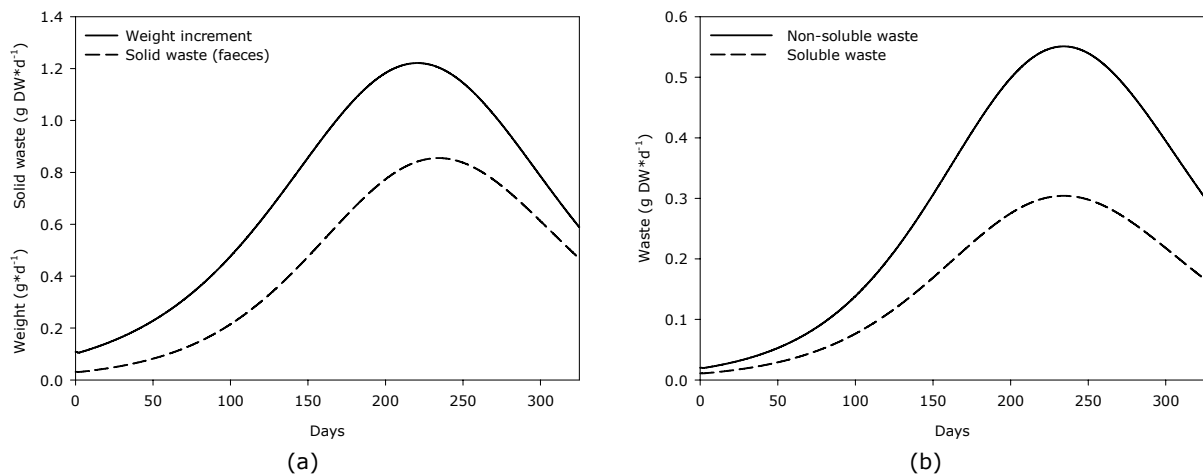 Weight increment
Solid waste (faeces)
Weight (g*d⁻¹) Solid waste (g DW*d⁻¹)
1.4
1.2
1.0
0.8
0.6
0.4
0.2
0.0
0 50 100 150 200 250 300
Days
(a)
Non-soluble waste
Soluble waste
Waste (g DW*d⁻¹)
0.6
0.5
0.4
0.3
0.2
0.1
0.0
0 50 100 150 200 250 300
Days
(b)